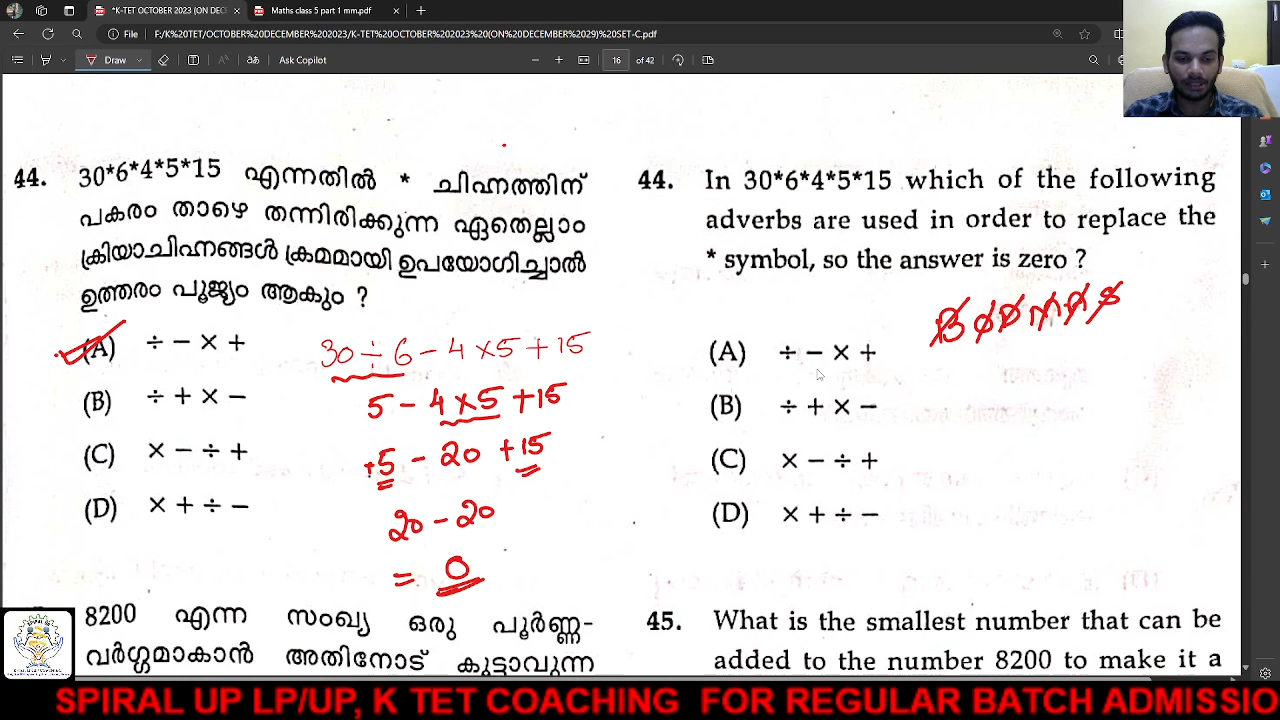 *K-TET OCTOBER 2023 (ON DECEM
Maths class 5 part 1 mm.pdf
File
F:/K%20TET/OCTOBER%20DECEMBER%202023/K-TET%20OCTOBER%202023%20(ON%20DECEMBER%2029)%20SET-C.pdf
Draw
Ask Copilot
16 of 42
44. 30*6*4*5*15 എന്നതിൽ * ചിഹ്നത്തിന്
പകരം താഴെ തന്നിരിക്കുന്ന ഏതെല്ലാം
ക്രിയാചിഹ്നങ്ങൾ ക്രമമായി ഉപയോഗിച്ചാൽ
ഉത്തരം പൂജ്യം ആകും ?
(A) ÷ − × +
(B) ÷ + × −
(C) × − ÷ +
(D) × + ÷ −
30 ÷ 6 − 4 × 5 + 15
5 − 4 × 5 + 15
+5 − 20 + 15
20 − 20
= 0
8200 എന്ന സംഖ്യ ഒരു പൂർണ്ണ-
വർഗ്ഗമാകാൻ അതിനോട് കൂട്ടാവുന്ന
44. In 30*6*4*5*15 which of the following
adverbs are used in order to replace the
* symbol, so the answer is zero ?
(A) ÷ − × +
(B) ÷ + × −
(C) × − ÷ +
(D) × + ÷ −
45. What is the smallest number that can be
added to the number 8200 to make it a
SPIRAL UP LP/UP, K TET COACHING FOR REGULAR BATCH ADMISSIO